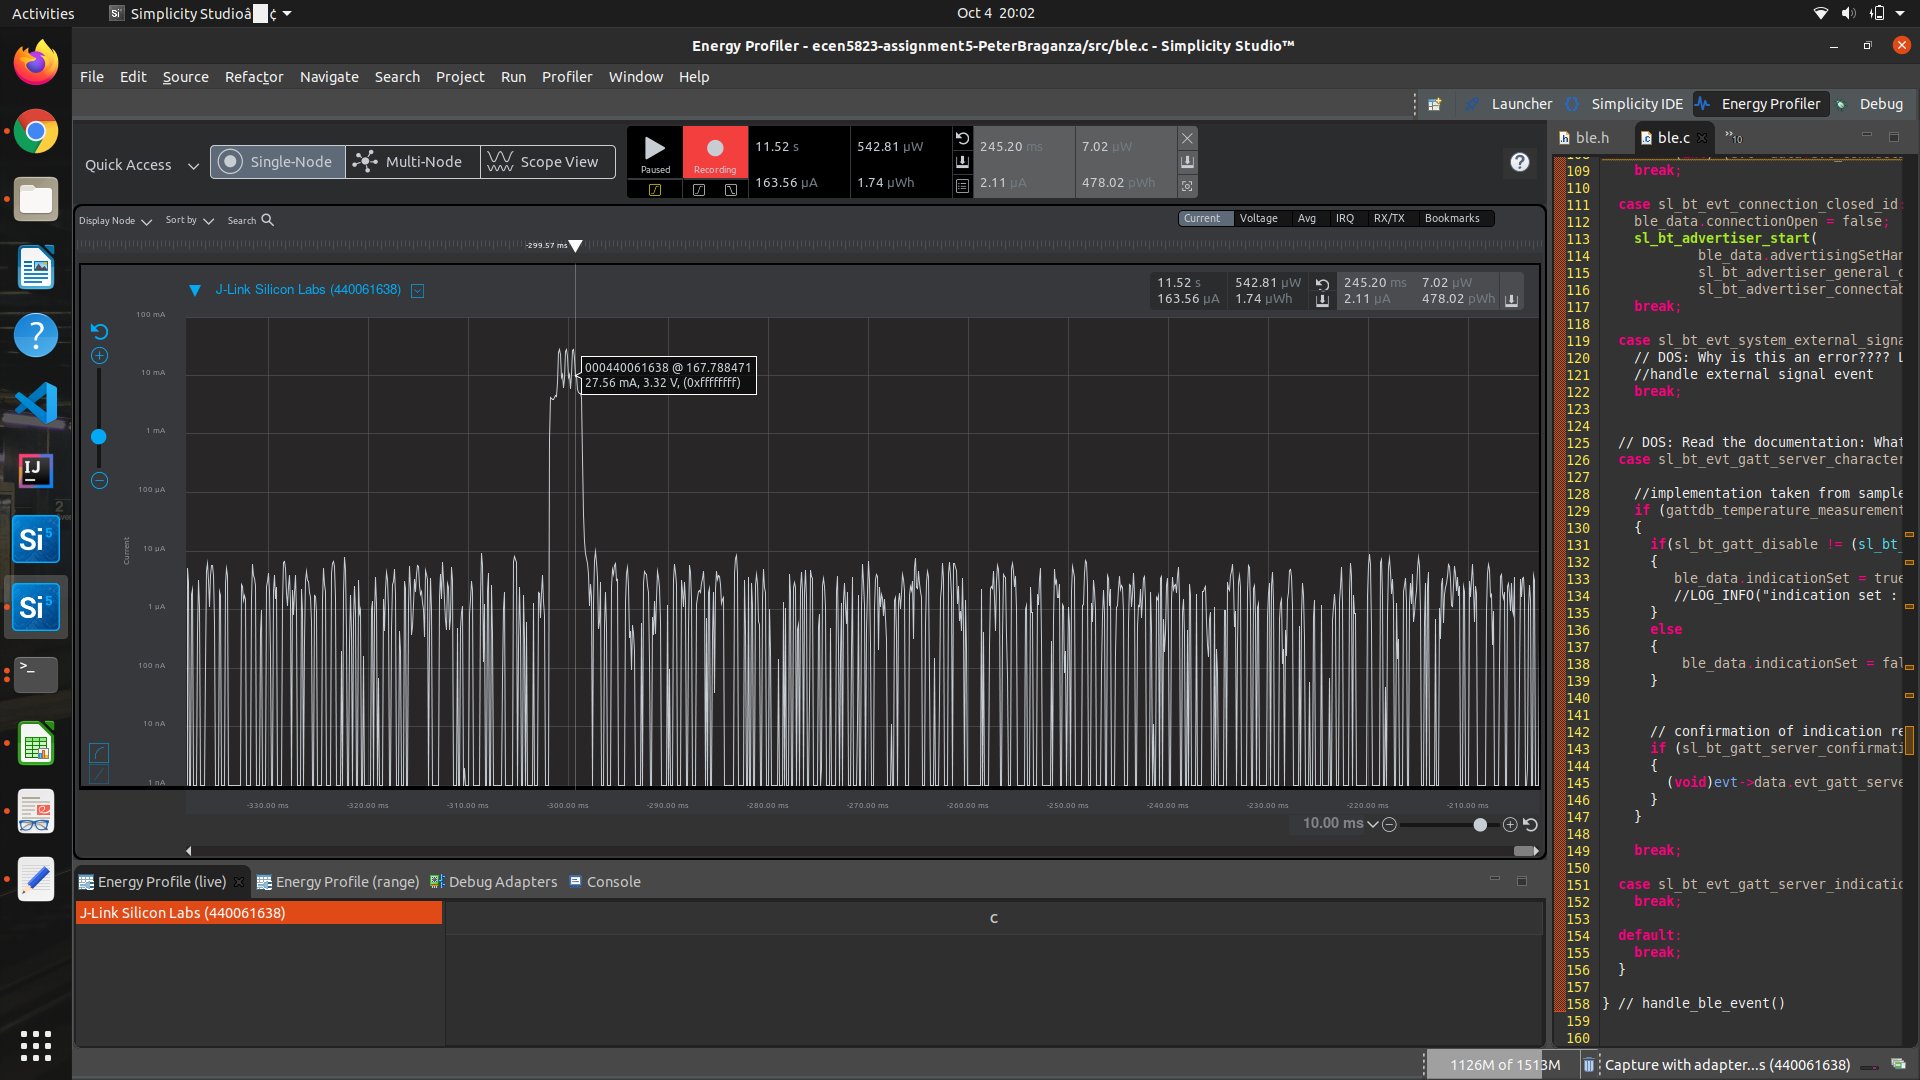 Activities
Simplicity Studioâ ¢
Oct 4 20:02
Energy Profiler - ecen5823-assignment5-PeterBraganza/src/ble.c - Simplicity Studio™
File Edit Source Refactor Navigate Search Project Run Profiler Window Help
Launcher Simplicity IDE Energy Profiler Debug
Quick Access
Single-Node Multi-Node Scope View
Paused Recording
11.52 s 542.81 µW
163.56 µA 1.74 µWh
245.20 ms 7.02 µW
2.11 µA 478.02 pWh
Display Node Sort by Search
Current Voltage Avg IRQ RX/TX Bookmarks
-299.57 ms
J-Link Silicon Labs (440061638)
11.52 s 542.81 µW 245.20 ms 7.02 µW
163.56 µA 1.74 µWh 2.11 µA 478.02 pWh
100 mA
10 mA
1 mA
100 µA
10 µA
1 µA
100 nA
10 nA
1 nA
Current
000440061638 @ 167.788471
27.56 mA, 3.32 V, (0xffffffff)
-330.00 ms -320.00 ms -310.00 ms -300.00 ms -290.00 ms -280.00 ms -270.00 ms -260.00 ms -250.00 ms -240.00 ms -230.00 ms -220.00 ms -210.00 ms
10.00 ms
Energy Profile (live) Energy Profile (range) Debug Adapters Console
J-Link Silicon Labs (440061638)
C
ble.h ble.c »10
109 break;
110
111 case sl_bt_evt_connection_closed_id:
112 ble_data.connectionOpen = false;
113 sl_bt_advertiser_start(
114 ble_data.advertisingSetHan
115 sl_bt_advertiser_general_d
116 sl_bt_advertiser_connectab
117 break;
118
119 case sl_bt_evt_system_external_signa
120 // DOS: Why is this an error???? L
121 //handle external signal event
122 break;
123
124
125 // DOS: Read the documentation: What
126 case sl_bt_evt_gatt_server_character
127
128 //implementation taken from sample
129 if (gattdb_temperature_measurement
130 {
131 if(sl_bt_gatt_disable != (sl_bt_
132 {
133 ble_data.indicationSet = true
134 //LOG_INFO("indication set :
135 }
136 else
137 {
138 ble_data.indicationSet = fal
139 }
140
141
142 // confirmation of indication re
143 if (sl_bt_gatt_server_confirmati
144 {
145 (void)evt->data.evt_gatt_serve
146 }
147 }
148
149 break;
150
151 case sl_bt_evt_gatt_server_indicatio
152 break;
153
154 default:
155 break;
156 }
157
158 } // handle_ble_event()
159
160
1126M of 1513M
Capture with adapter...s (440061638)